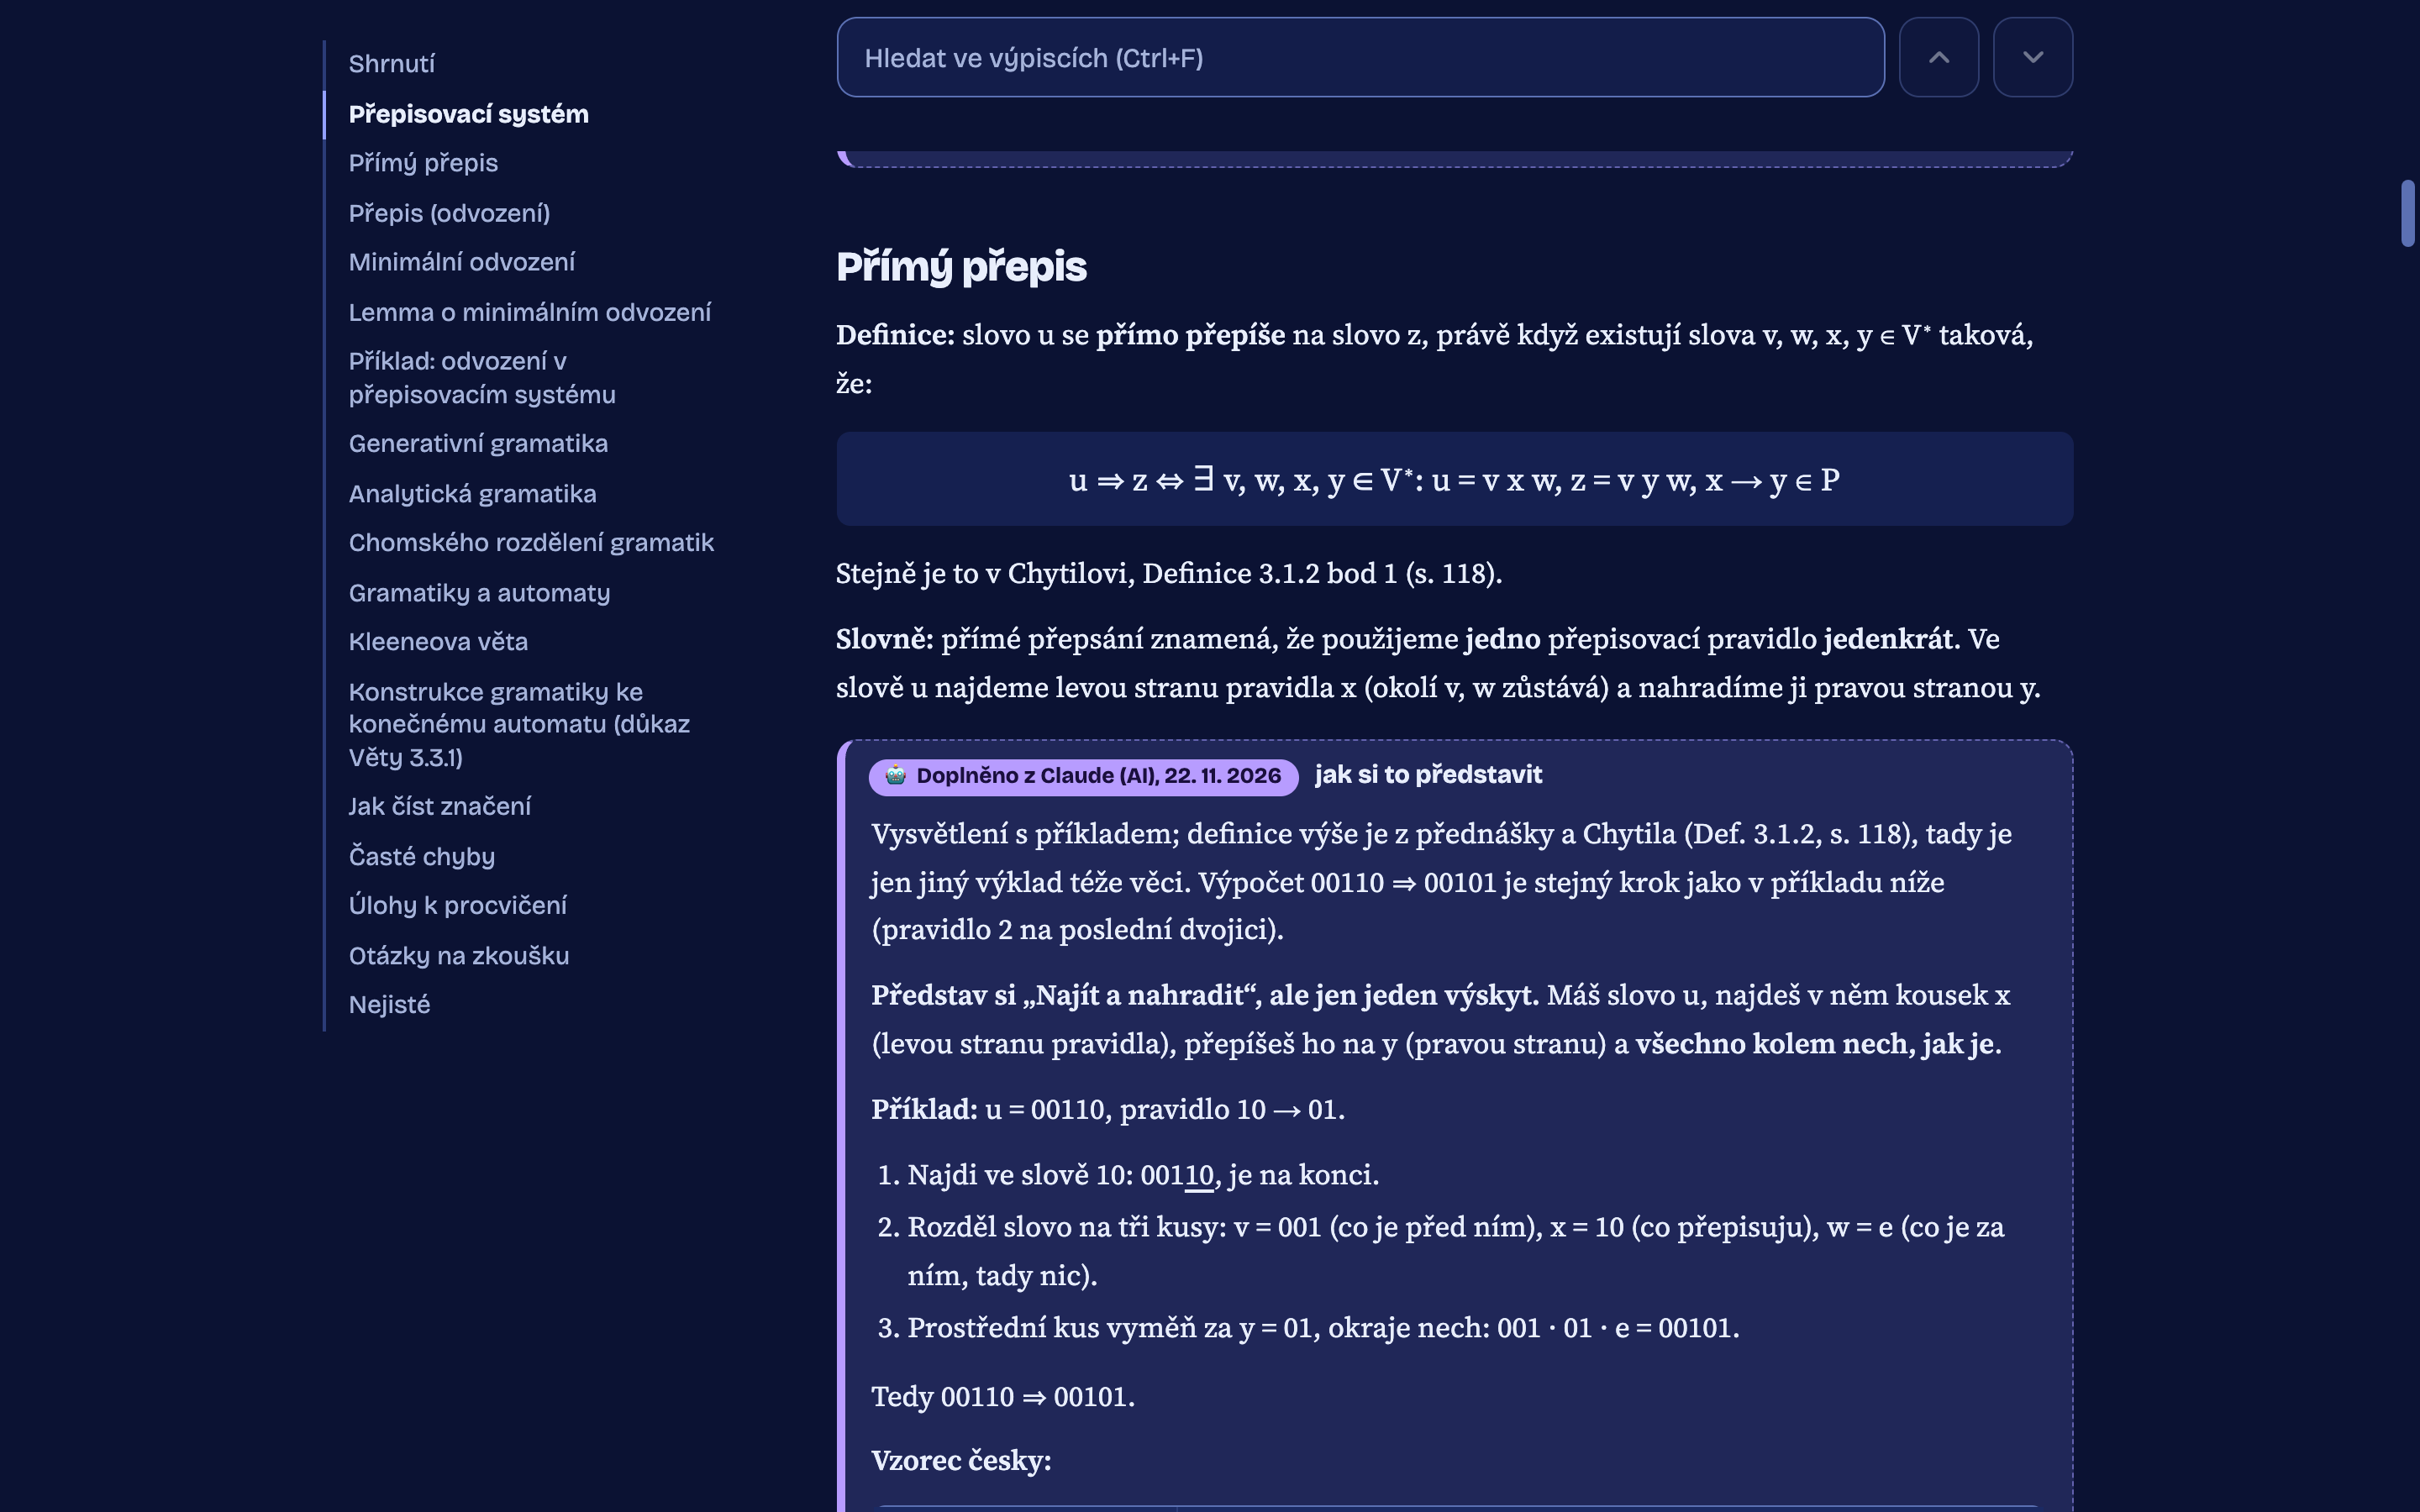 Shrnutí
Přepisovací systém
Přímý přepis
Přepis (odvození)
Minimální odvození
Lemma o minimálním odvození
Příklad: odvození v
přepisovacím systému
Generativní gramatika
Analytická gramatika
Chomského rozdělení gramatik
Gramatiky a automaty
Kleeneova věta
Konstrukce gramatiky ke
konečnému automatu (důkaz
Věty 3.3.1)
Jak číst značení
Časté chyby
Úlohy k procvičení
Otázky na zkoušku
Nejisté
Hledat ve výpiscích (Ctrl+F)
Přímý přepis
Definice: slovo u se přímo přepíše na slovo z, právě když existují slova v, w, x, y ∈ V* taková,
že:
u ⇒ z ⇔ ∃ v, w, x, y ∈ V*: u = v x w, z = v y w, x → y ∈ P
Stejně je to v Chytilovi, Definice 3.1.2 bod 1 (s. 118).
Slovně: přímé přepsání znamená, že použijeme jedno přepisovací pravidlo jedenkrát. Ve
slově u najdeme levou stranu pravidla x (okolí v, w zůstává) a nahradíme ji pravou stranou y.
🤖 Doplněno z Claude (AI), 22. 11. 2026 jak si to představit
Vysvětlení s příkladem; definice výše je z přednášky a Chytila (Def. 3.1.2, s. 118), tady je
jen jiný výklad téže věci. Výpočet 00110 ⇒ 00101 je stejný krok jako v příkladu níže
(pravidlo 2 na poslední dvojici).
Představ si „Najít a nahradit“, ale jen jeden výskyt. Máš slovo u, najdeš v něm kousek x
(levou stranu pravidla), přepíšeš ho na y (pravou stranu) a všechno kolem nech, jak je.
Příklad: u = 00110, pravidlo 10 → 01.
1. Najdi ve slově 10: 00110, je na konci.
2. Rozděl slovo na tři kusy: v = 001 (co je před ním), x = 10 (co přepisuju), w = e (co je za
ním, tady nic).
3. Prostřední kus vyměň za y = 01, okraje nech: 001 · 01 · e = 00101.
Tedy 00110 ⇒ 00101.
Vzorec česky: